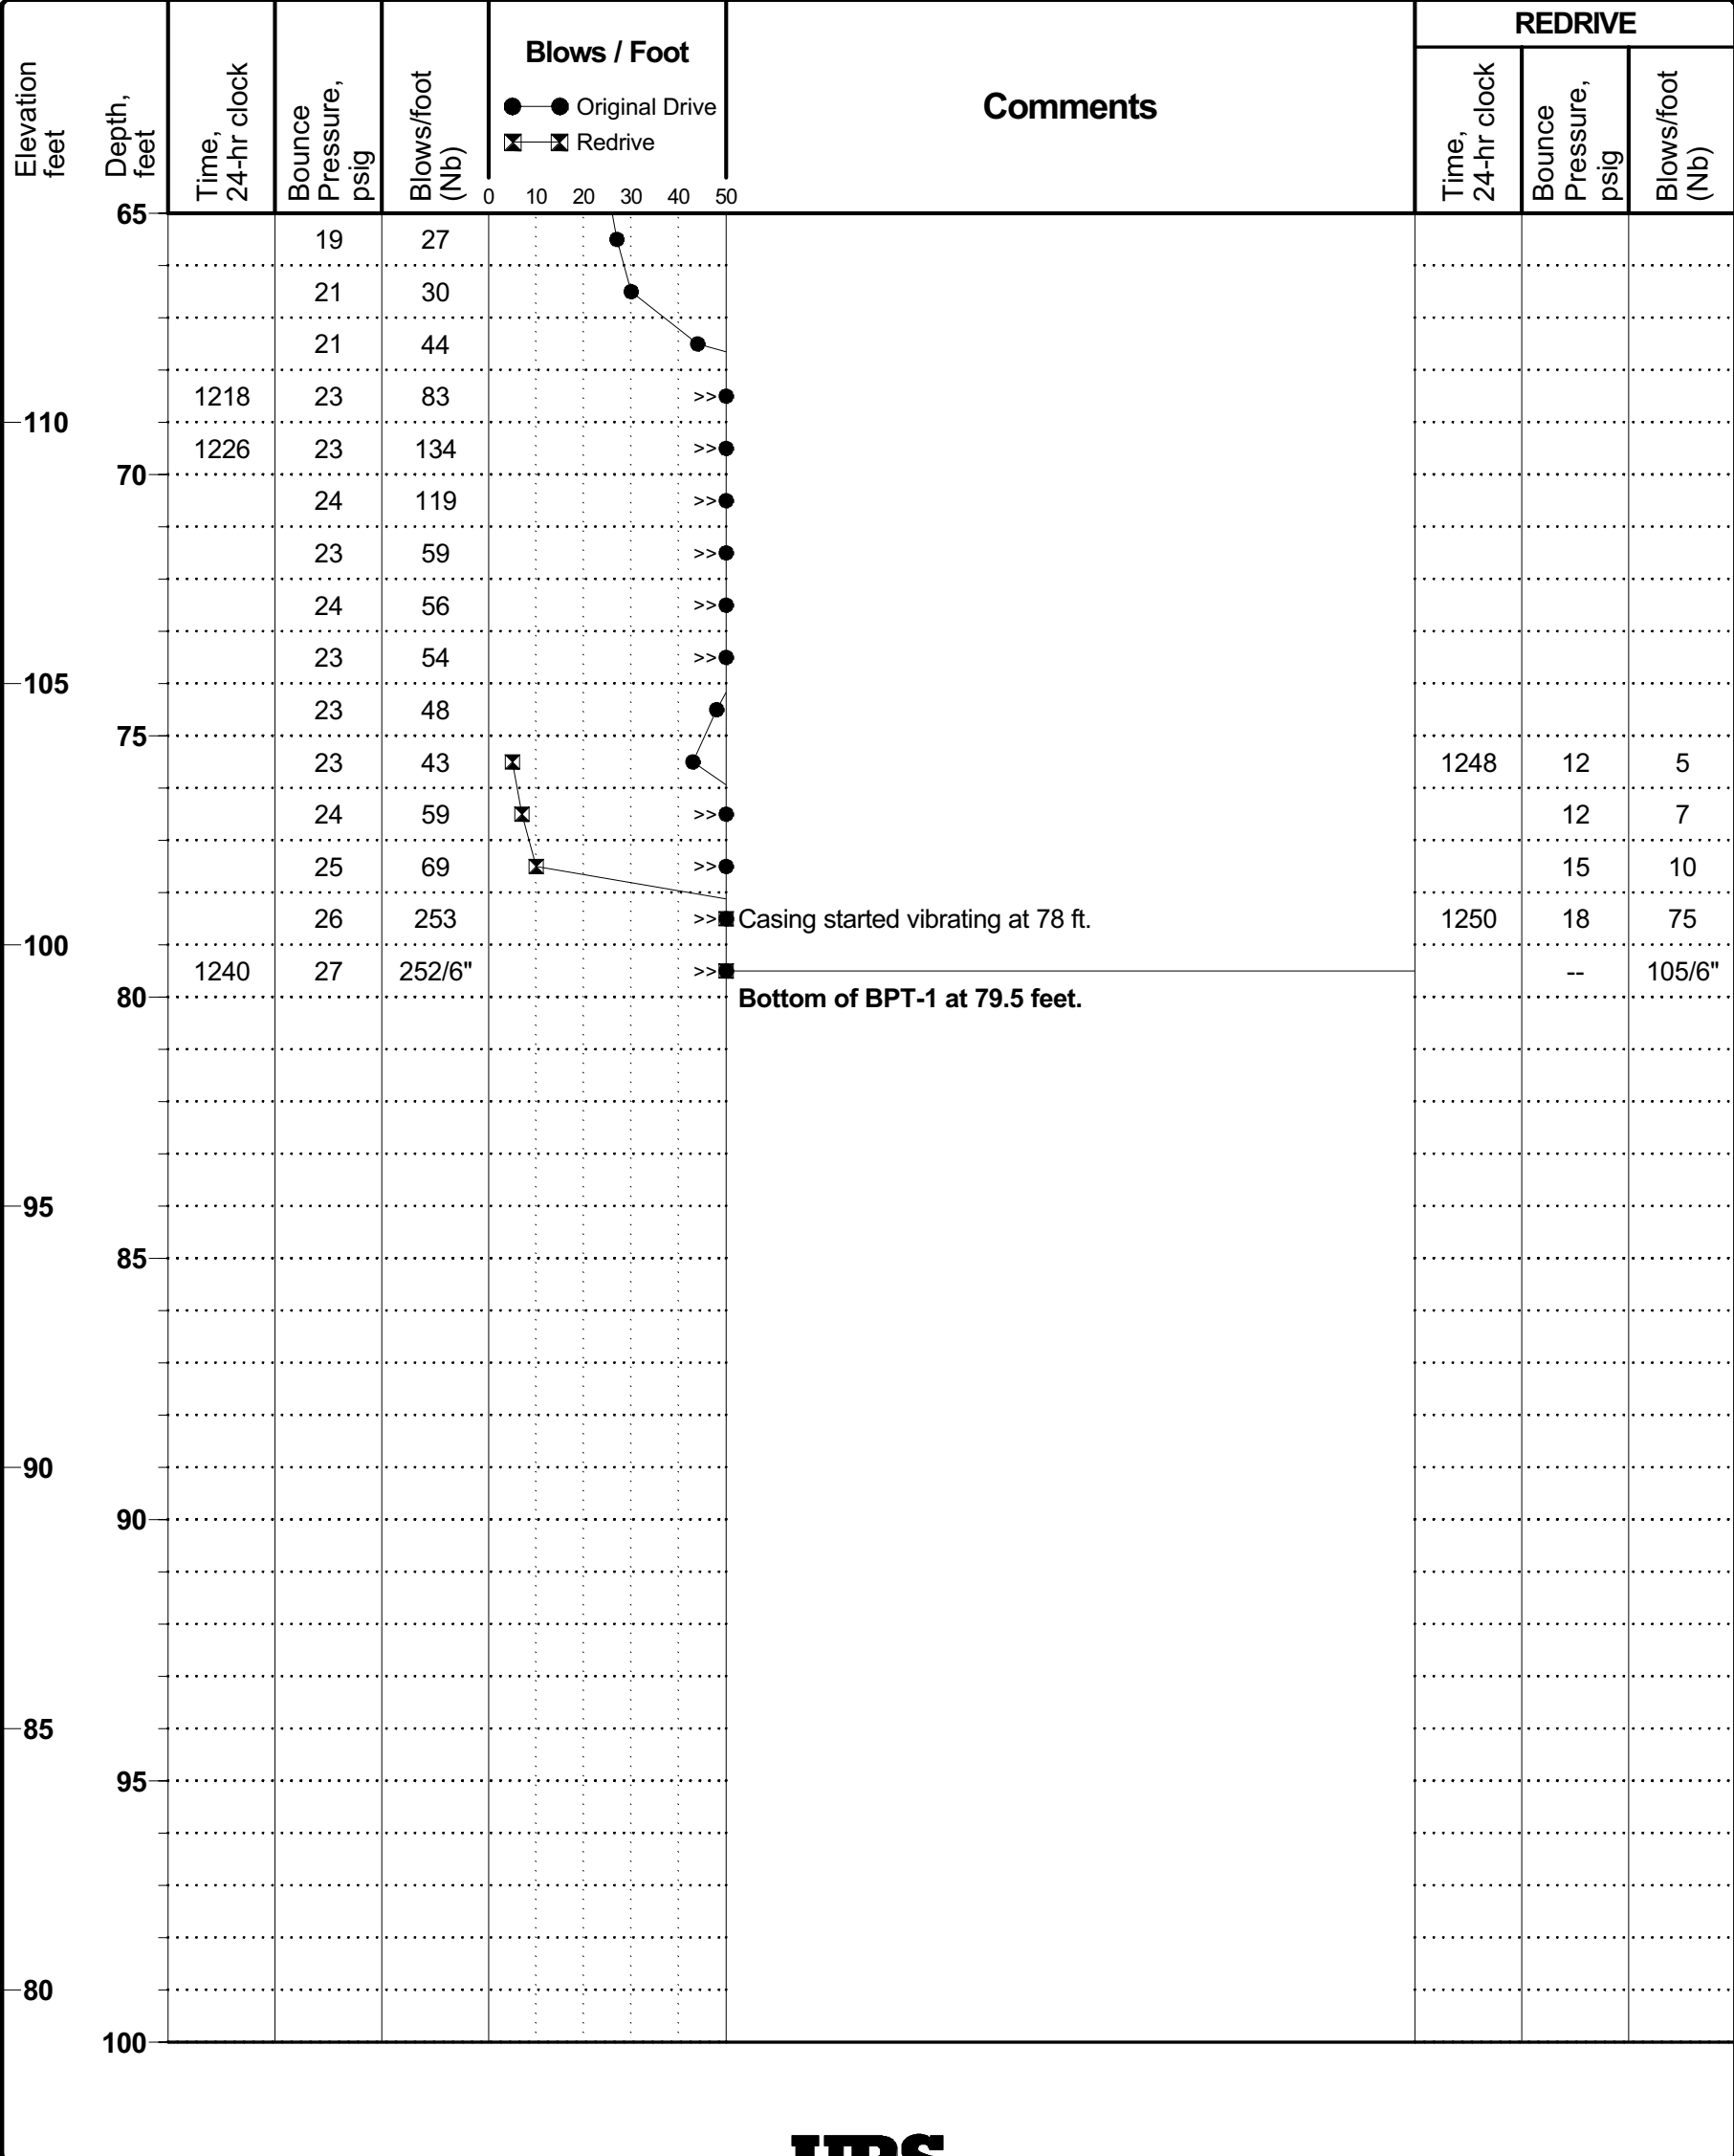 REDRIVE
Elevation
feet
Depth,
feet
Time,
24-hr clock
Bounce
Pressure,
psig
Blows/foot
(Nb)
Blows / Foot
Original Drive
Redrive
0 10 20 30 40 50
Comments
Time,
24-hr clock
Bounce
Pressure,
psig
Blows/foot
(Nb)
65
19 27
21 30
21 44
1218 23 83 >>
110
1226 23 134 >>
70
24 119 >>
23 59 >>
24 56 >>
23 54 >>
105
23 48
75
23 43 1248 12 5
24 59 >> 12 7
25 69 >> 15 10
26 253 >> Casing started vibrating at 78 ft. 1250 18 75
100
1240 27 252/6" >> -- 105/6"
80 Bottom of BPT-1 at 79.5 feet.
95
85
90
90
85
95
80
100
URS